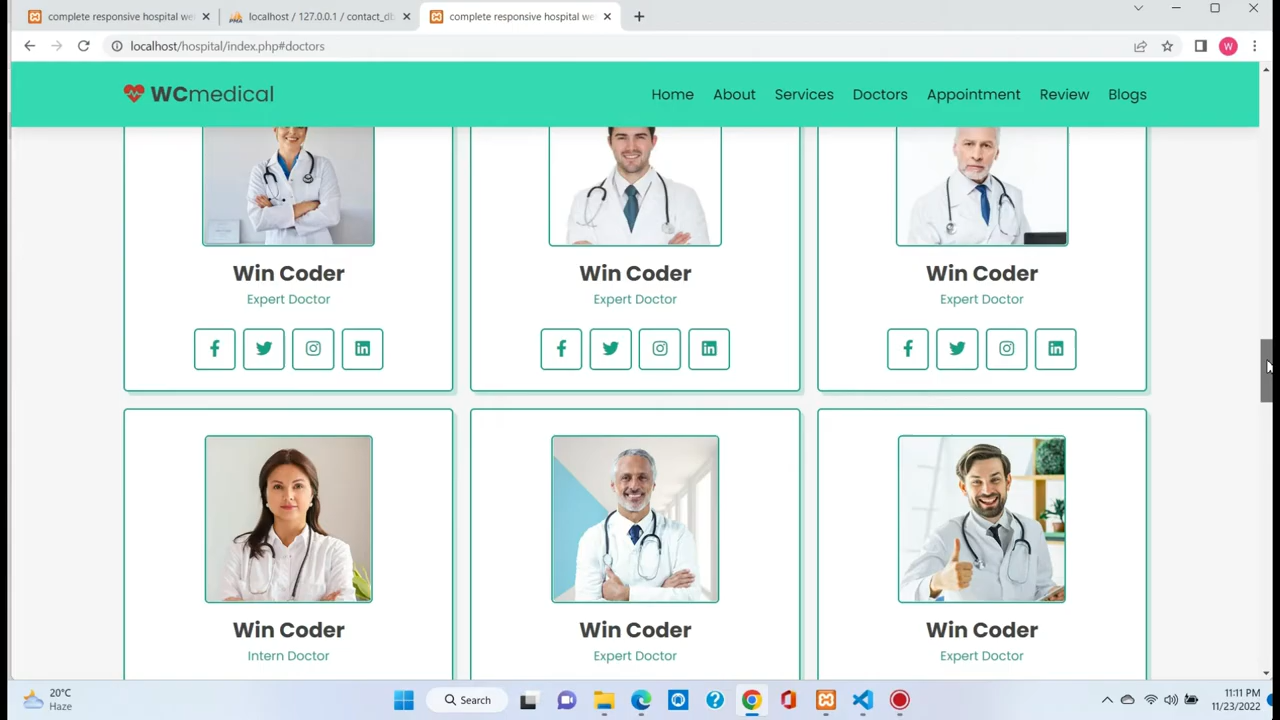 complete responsive hospital we
localhost / 127.0.0.1 / contact_db
complete responsive hospital we
localhost/hospital/index.php#doctors
W
WCmedical
Home About Services Doctors Appointment Review Blogs
Win Coder Win Coder Win Coder
Expert Doctor Expert Doctor Expert Doctor
Win Coder Win Coder Win Coder
Intern Doctor Expert Doctor Expert Doctor
20°C
Haze
Search
11:11 PM
11/23/2022